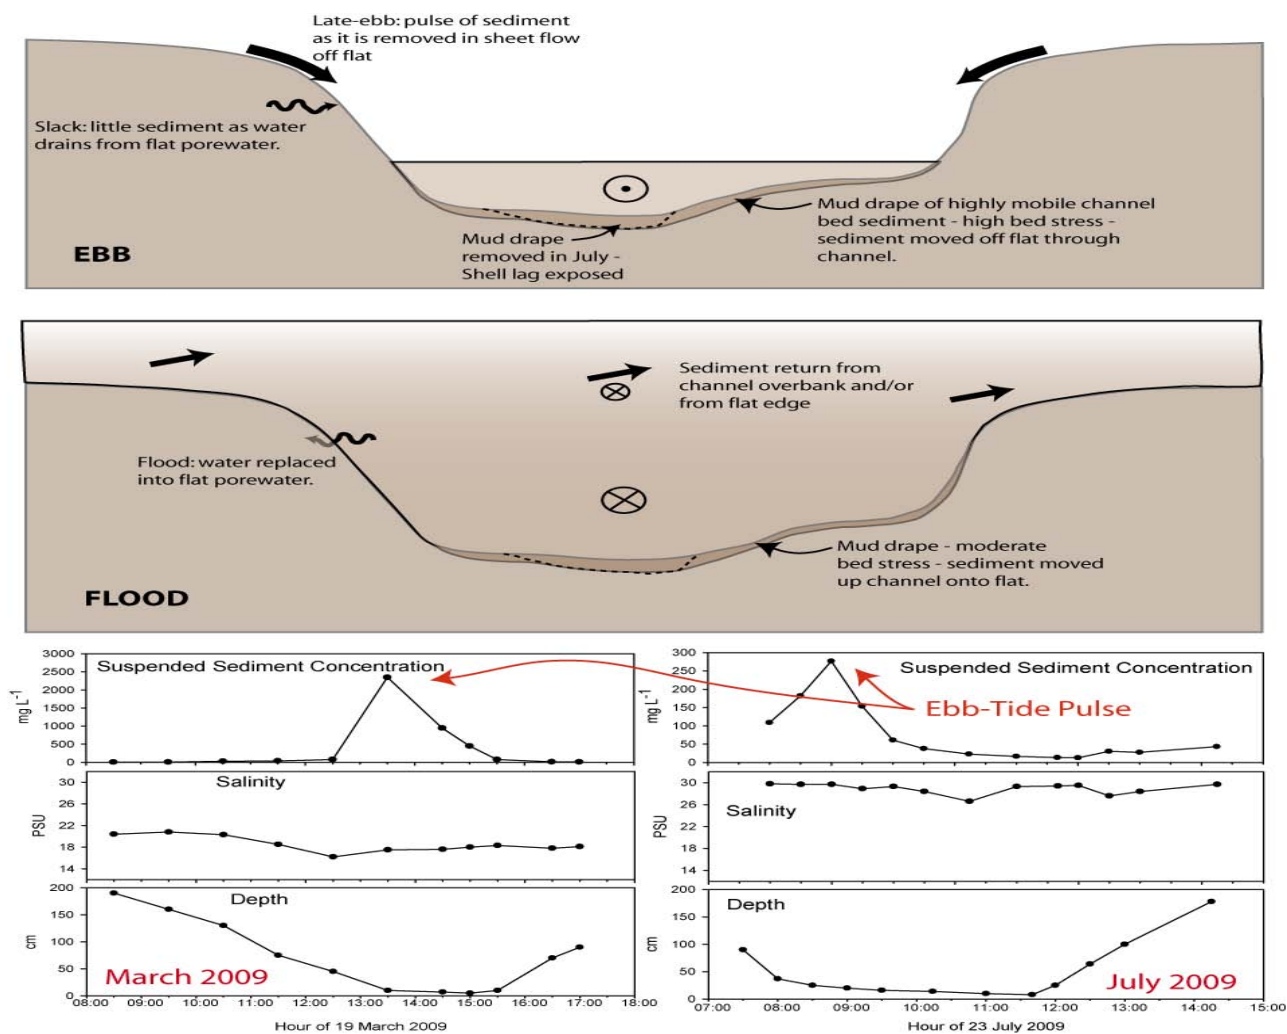 Late-ebb: pulse of sediment
as it is removed in sheet flow
off flat
Slack: little sediment as water
drains from flat porewater.
EBB
Mud drape
removed in July -
Shell lag exposed
Mud drape of highly mobile channel
bed sediment - high bed stress -
sediment moved off flat through
channel.
Sediment return from
channel overbank and/or
from flat edge
Flood: water replaced
into flat porewater.
FLOOD
Mud drape - moderate
bed stress - sediment moved
up channel onto flat.
Suspended Sediment Concentration
mg L-1
3000
2500
2000
1500
1000
500
0
Salinity
PSU
30
26
22
18
14
Depth
cm
200
150
100
50
0
March 2009
08:00 09:00 10:00 11:00 12:00 13:00 14:00 15:00 16:00 17:00 18:00
Hour of 19 March 2009
Suspended Sediment Concentration
mg L-1
300
250
200
150
100
50
0
Ebb-Tide Pulse
Salinity
PSU
30
26
22
18
14
Depth
cm
200
150
100
50
0
July 2009
07:00 08:00 09:00 10:00 11:00 12:00 13:00 14:00 15:00
Hour of 23 July 2009